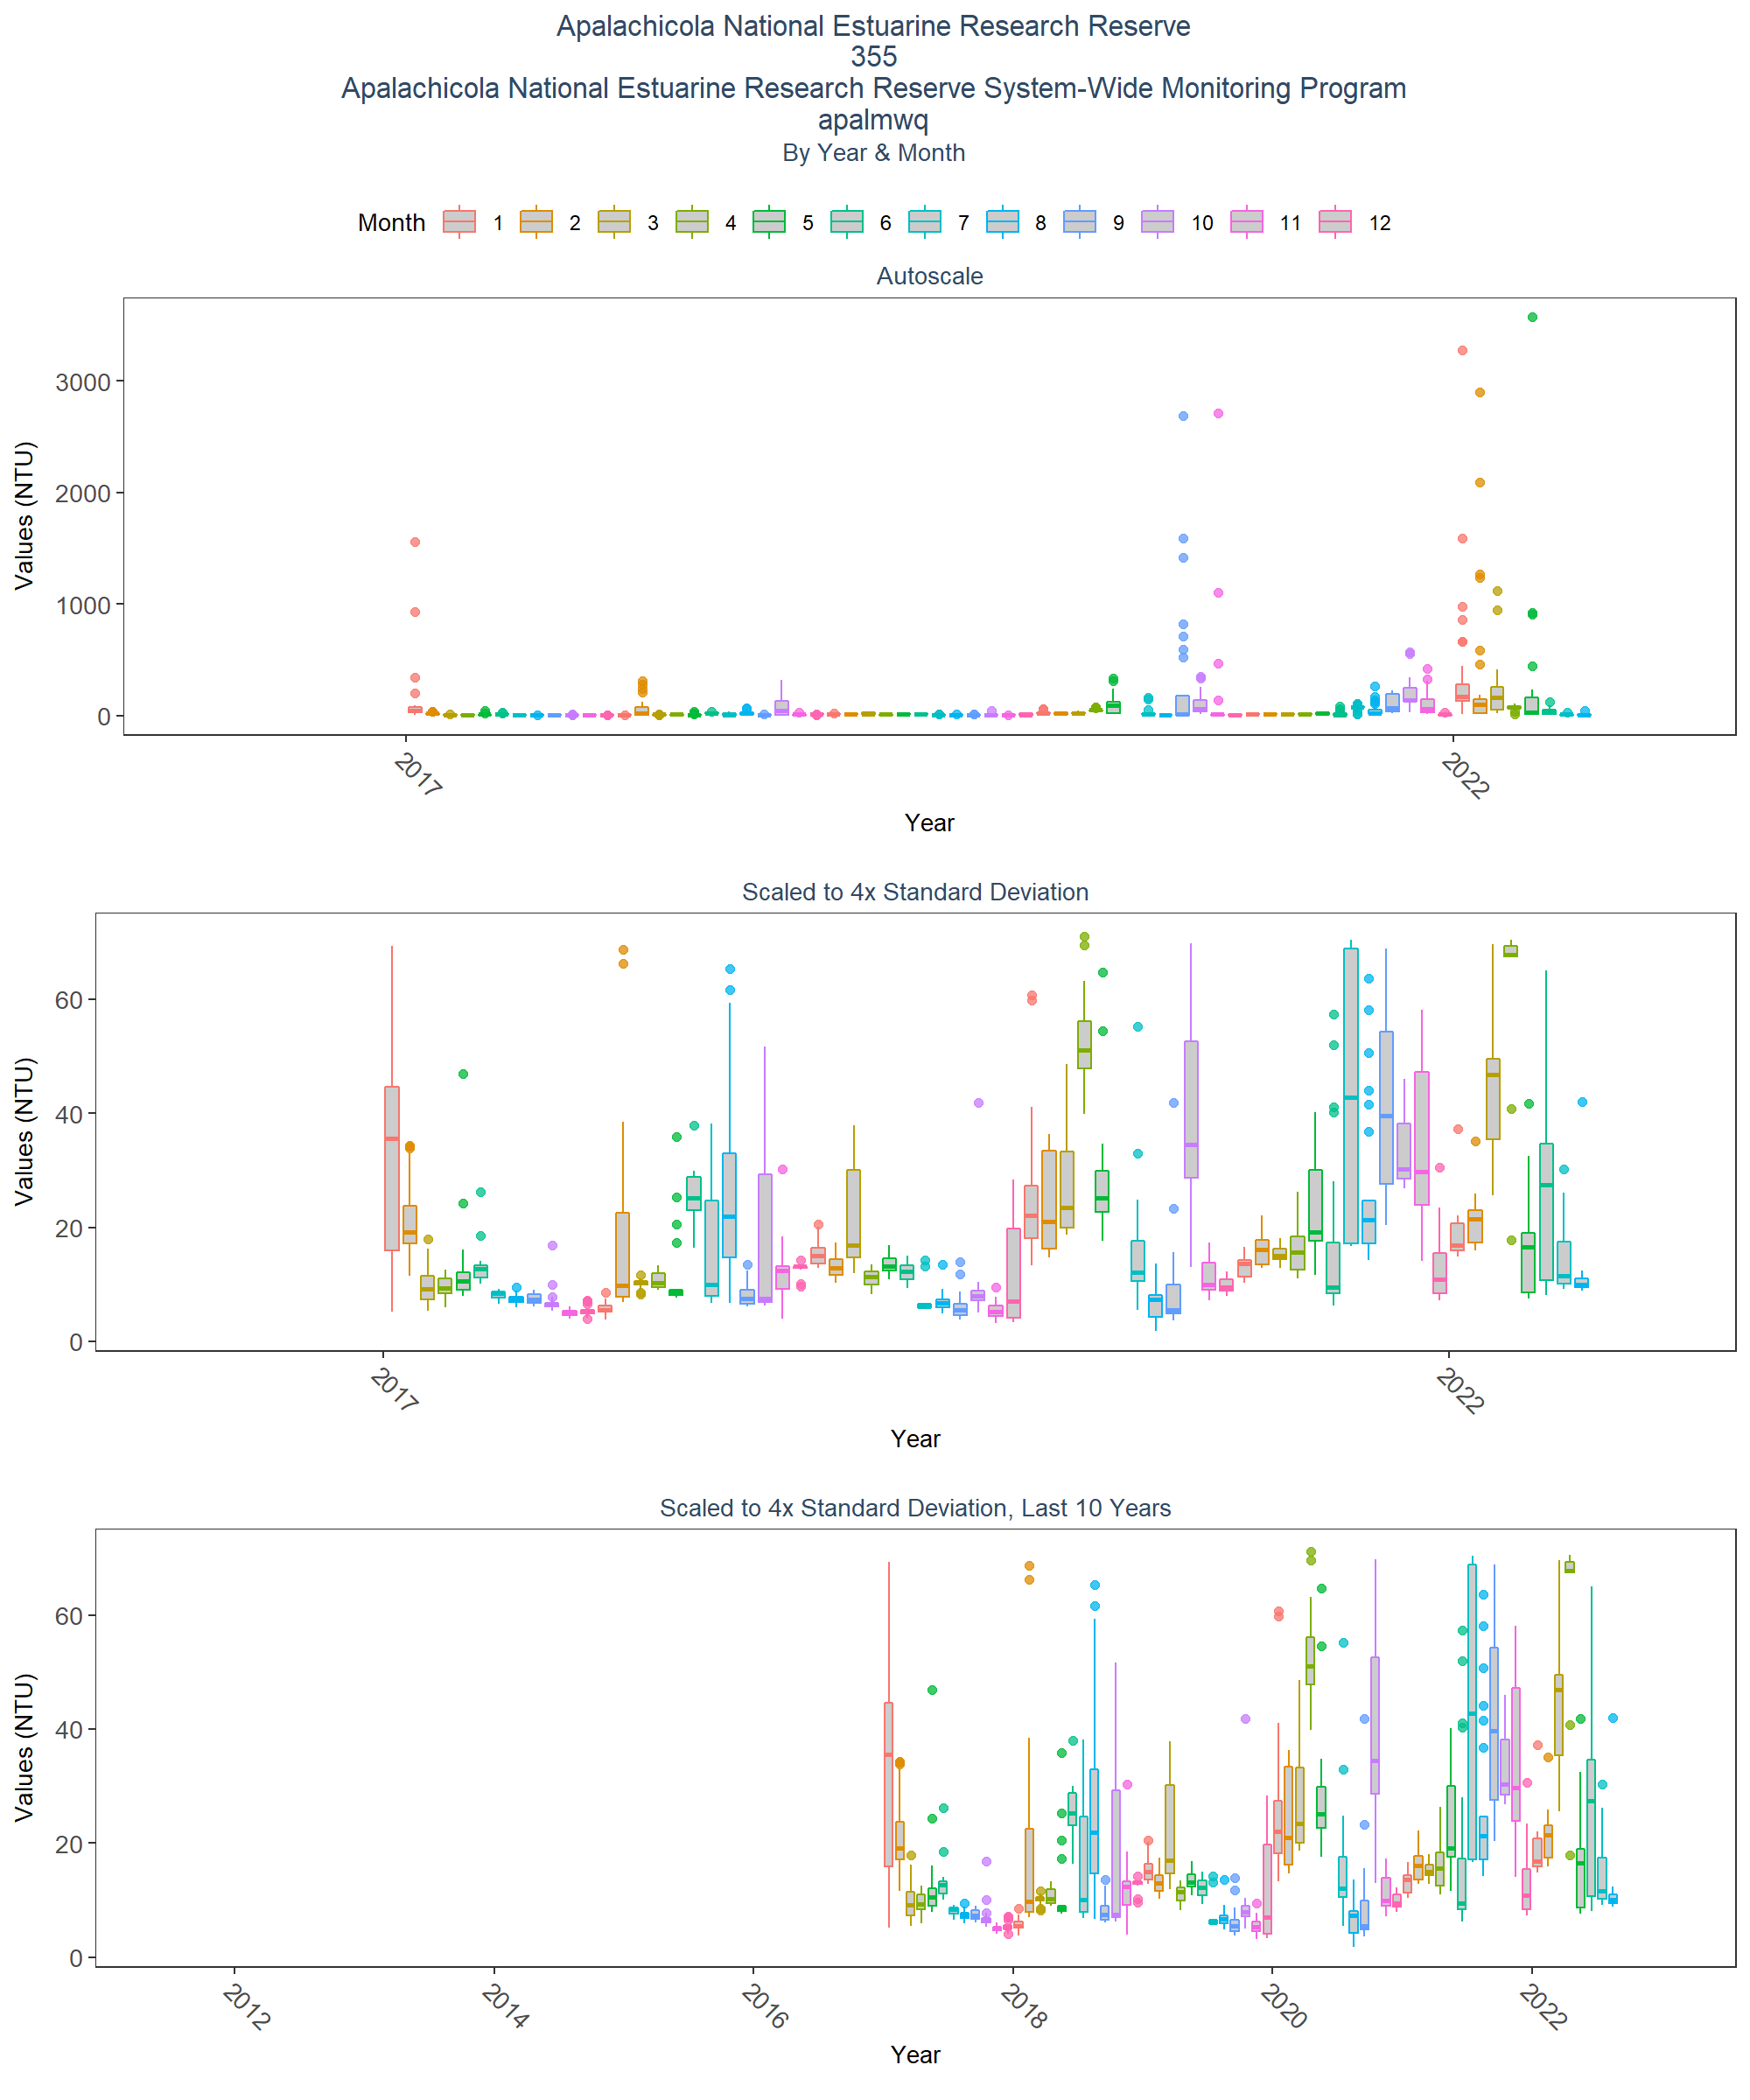 Apalachicola National Estuarine Research Reserve
355
Apalachicola National Estuarine Research Reserve System-Wide Monitoring Program
apalmwq
By Year & Month
Month 1 2 3 4 5 6 7 8 9 10 11 12
Autoscale
Values (NTU)
3000
2000
1000
0
2017 2022
Year
Scaled to 4x Standard Deviation
Values (NTU)
60
40
20
0
2017 2022
Year
Scaled to 4x Standard Deviation, Last 10 Years
Values (NTU)
60
40
20
0
2012 2014 2016 2018 2020 2022
Year